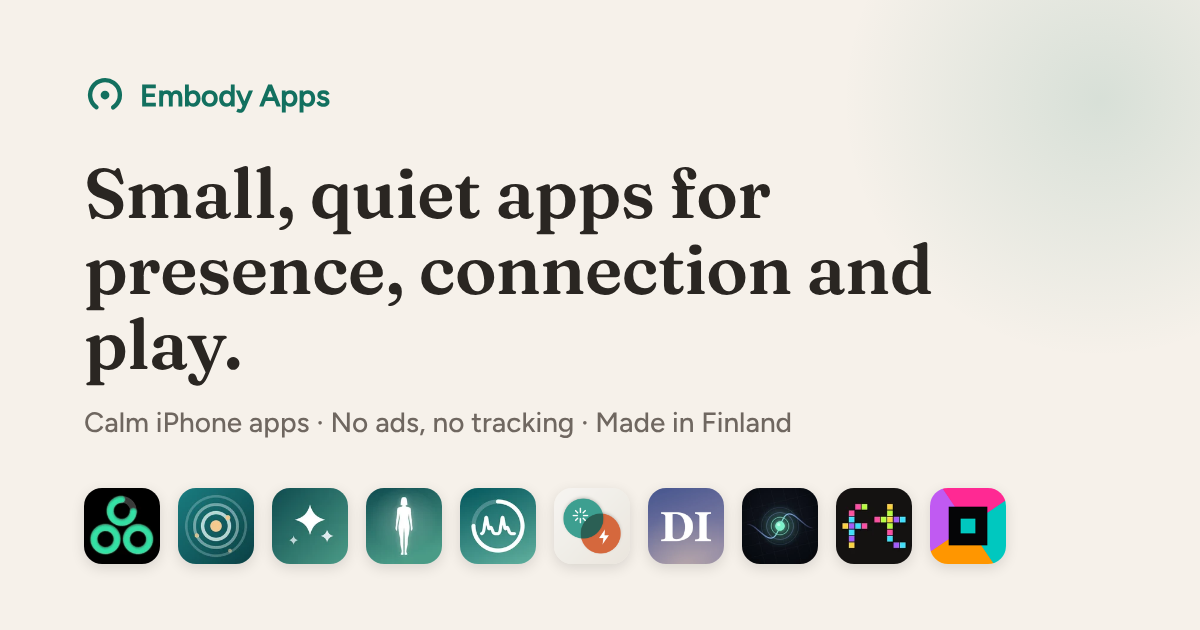 Embody Apps
Small, quiet apps for
presence, connection and
play.
Calm iPhone apps · No ads, no tracking · Made in Finland
DI